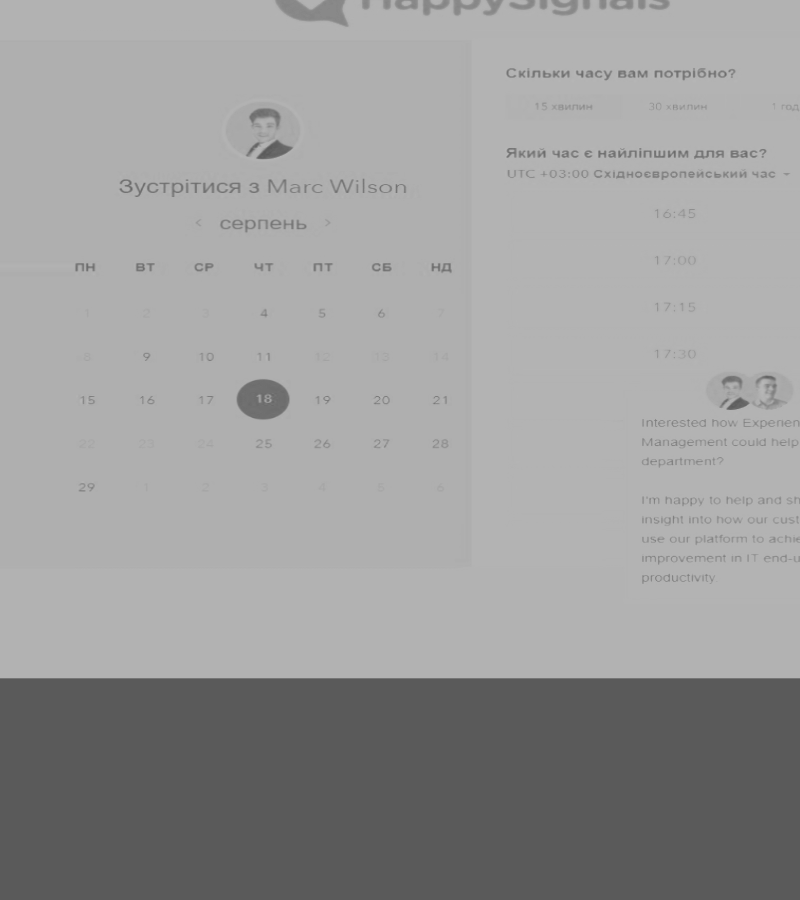 HappySignals
Зустрітися з Marc Wilson
< серпень >
ПН ВТ СР ЧТ ПТ СБ НД
1 2 3 4 5 6 7
8 9 10 11 12 13 14
15 16 17 18 19 20 21
22 23 24 25 26 27 28
29 1 2 3 4 5 6
Скільки часу вам потрібно?
15 хвилин 30 хвилин 1 год
Який час є найліпшим для вас?
UTC +03:00 Східноєвропейський час
16:45
17:00
17:15
17:30
Interested how Experien
Management could help
department?
I'm happy to help and sh
insight into how our cust
use our platform to achie
improvement in IT end-u
productivity.